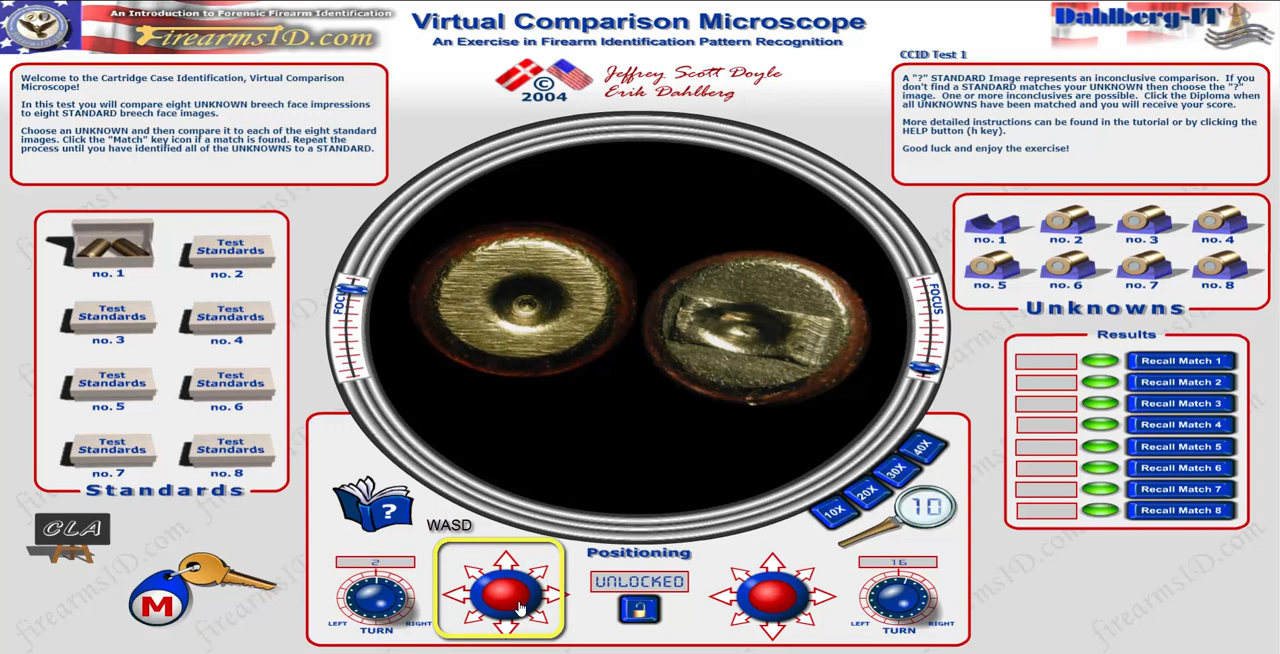 An Introduction to Forensic Firearm Identification
FirearmsID.com
Virtual Comparison Microscope
An Exercise in Firearm Identification Pattern Recognition
Dahlberg-IT
CCID Test 1
Welcome to the Cartridge Case Identification, Virtual Comparison
Microscope!
In this test you will compare eight UNKNOWN breech face impressions
to eight STANDARD breech face images.
Choose an UNKNOWN and then compare it to each of the eight standard
images. Click the "Match" key icon if a match is found. Repeat the
process until you have identified all of the UNKNOWNS to a STANDARD.
©
2004
Jeffrey Scott Doyle
Erik Dahlberg
A "?" STANDARD Image represents an inconclusive comparison. If you
don't find a STANDARD matches your UNKNOWN then choose the "?"
image. One or more inconclusives are possible. Click the Diploma when
all UNKNOWNS have been matched and you will receive your score.
More detailed instructions can be found in the tutorial or by clicking the
HELP button (h key).
Good luck and enjoy the exercise!
no. 1
Test
Standards
no. 2
Test
Standards
no. 3
Test
Standards
no. 4
Test
Standards
no. 5
Test
Standards
no. 6
Test
Standards
no. 7
Test
Standards
no. 8
Standards
FOCUS
FOCUS
no. 1
no. 2
no. 3
no. 4
no. 5
no. 6
no. 7
no. 8
Unknowns
Results
Recall Match 1
Recall Match 2
Recall Match 3
Recall Match 4
Recall Match 5
Recall Match 6
Recall Match 7
Recall Match 8
CLA
M
?
WASD
10X
20X
30X
40X
10
2
LEFT
RIGHT
TURN
Positioning
UNLOCKED
16
LEFT
RIGHT
TURN
firearmsID.com